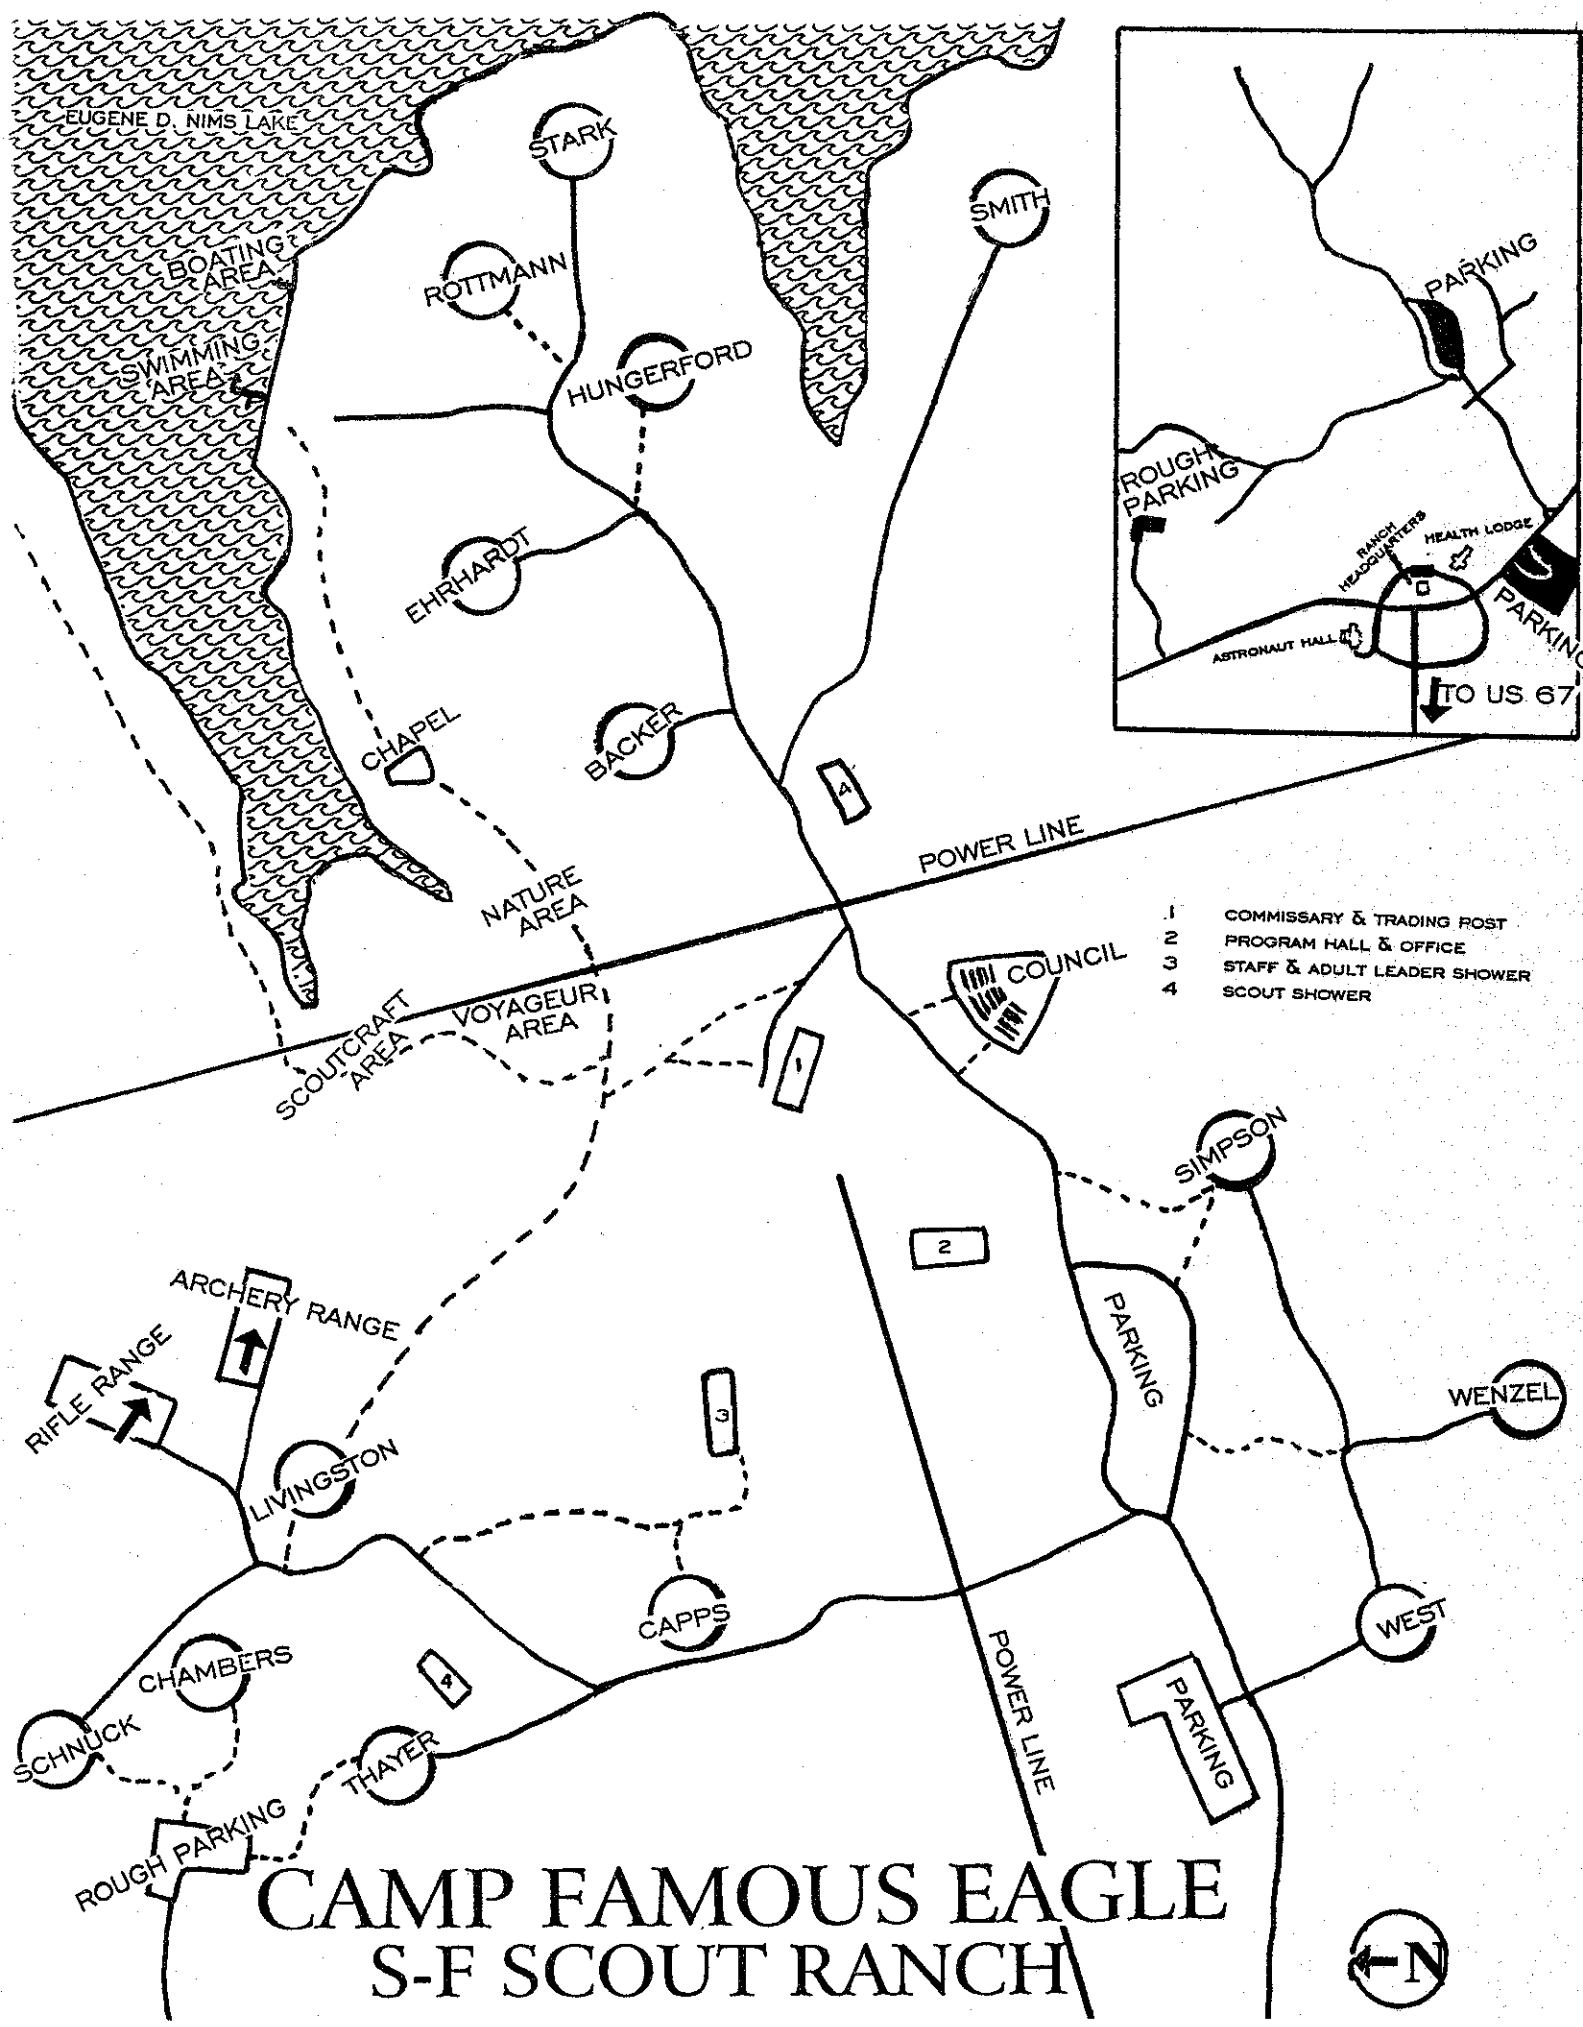 EUGENE D. NIMS LAKE
STARK
SMITH
BOATING
AREA
ROTTMANN
PARKING
SWIMMING
AREA
HUNGERFORD
ROUGH
PARKING
RANCH
HEADQUARTERS
HEALTH LODGE
EHRHARDT
PARKING
ASTRONAUT HALL
TO US 67
CHAPEL
BACKER
4
POWER LINE
NATURE
AREA
1 COMMISSARY & TRADING POST
2 PROGRAM HALL & OFFICE
3 STAFF & ADULT LEADER SHOWER
4 SCOUT SHOWER
COUNCIL
VOYAGEUR
AREA
SCOUTCRAFT
AREA
1
SIMPSON
2
ARCHERY RANGE
PARKING
RIFLE RANGE
3
WENZEL
LIVINGSTON
CAPPS
WEST
CHAMBERS
4
POWER LINE
PARKING
SCHNUCK
THAYER
ROUGH PARKING
CAMP FAMOUS EAGLE
S-F SCOUT RANCH
N